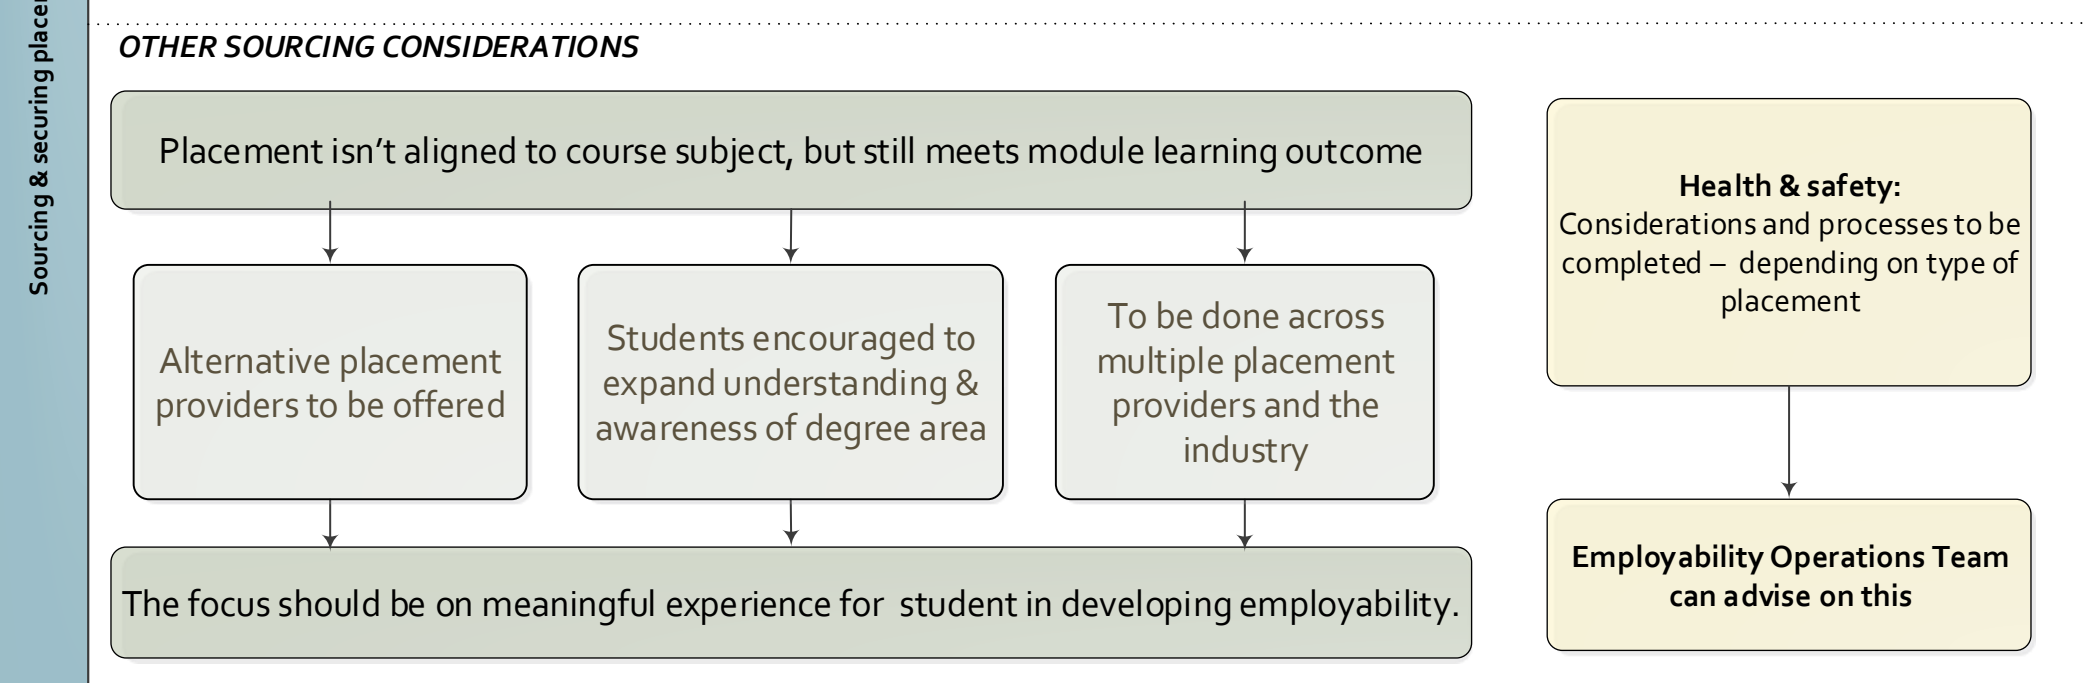 Sourcing & securing
OTHER SOURCING CONSIDERATIONS
Placement isn’t aligned to course subject, but still meets module learning outcome
Alternative placement
providers to be offered
Students encouraged to
expand understanding &
awareness of degree area
To be done across
multiple placement
providers and the
industry
The focus should be on meaningful experience for student in developing employability.
Health & safety:
Considerations and processes to be
completed – depending on type of
placement
Employability Operations Team
can advise on this